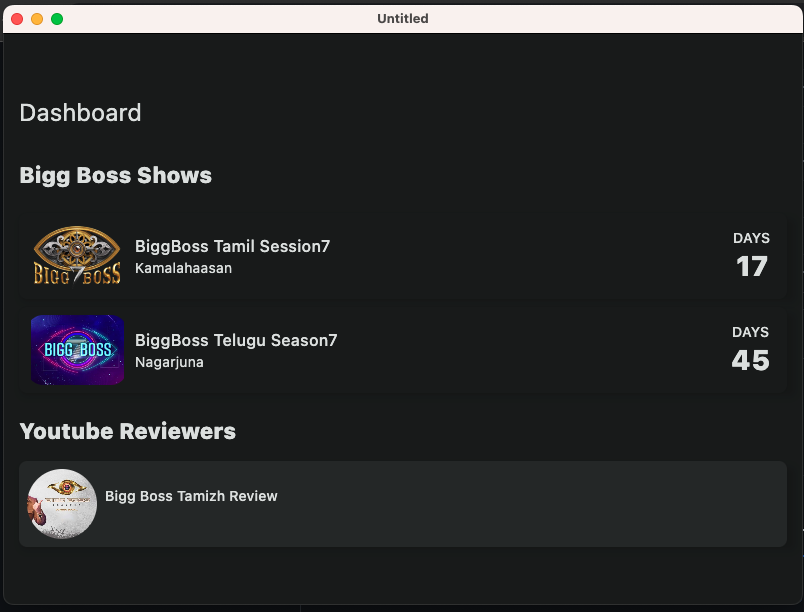 Untitled
Dashboard
Bigg Boss Shows
BIGG 7 BOSS
BiggBoss Tamil Session7
Kamalahaasan
DAYS
17
BIGG BOSS
BiggBoss Telugu Season7
Nagarjuna
DAYS
45
Youtube Reviewers
Bigg Boss Tamizh Review